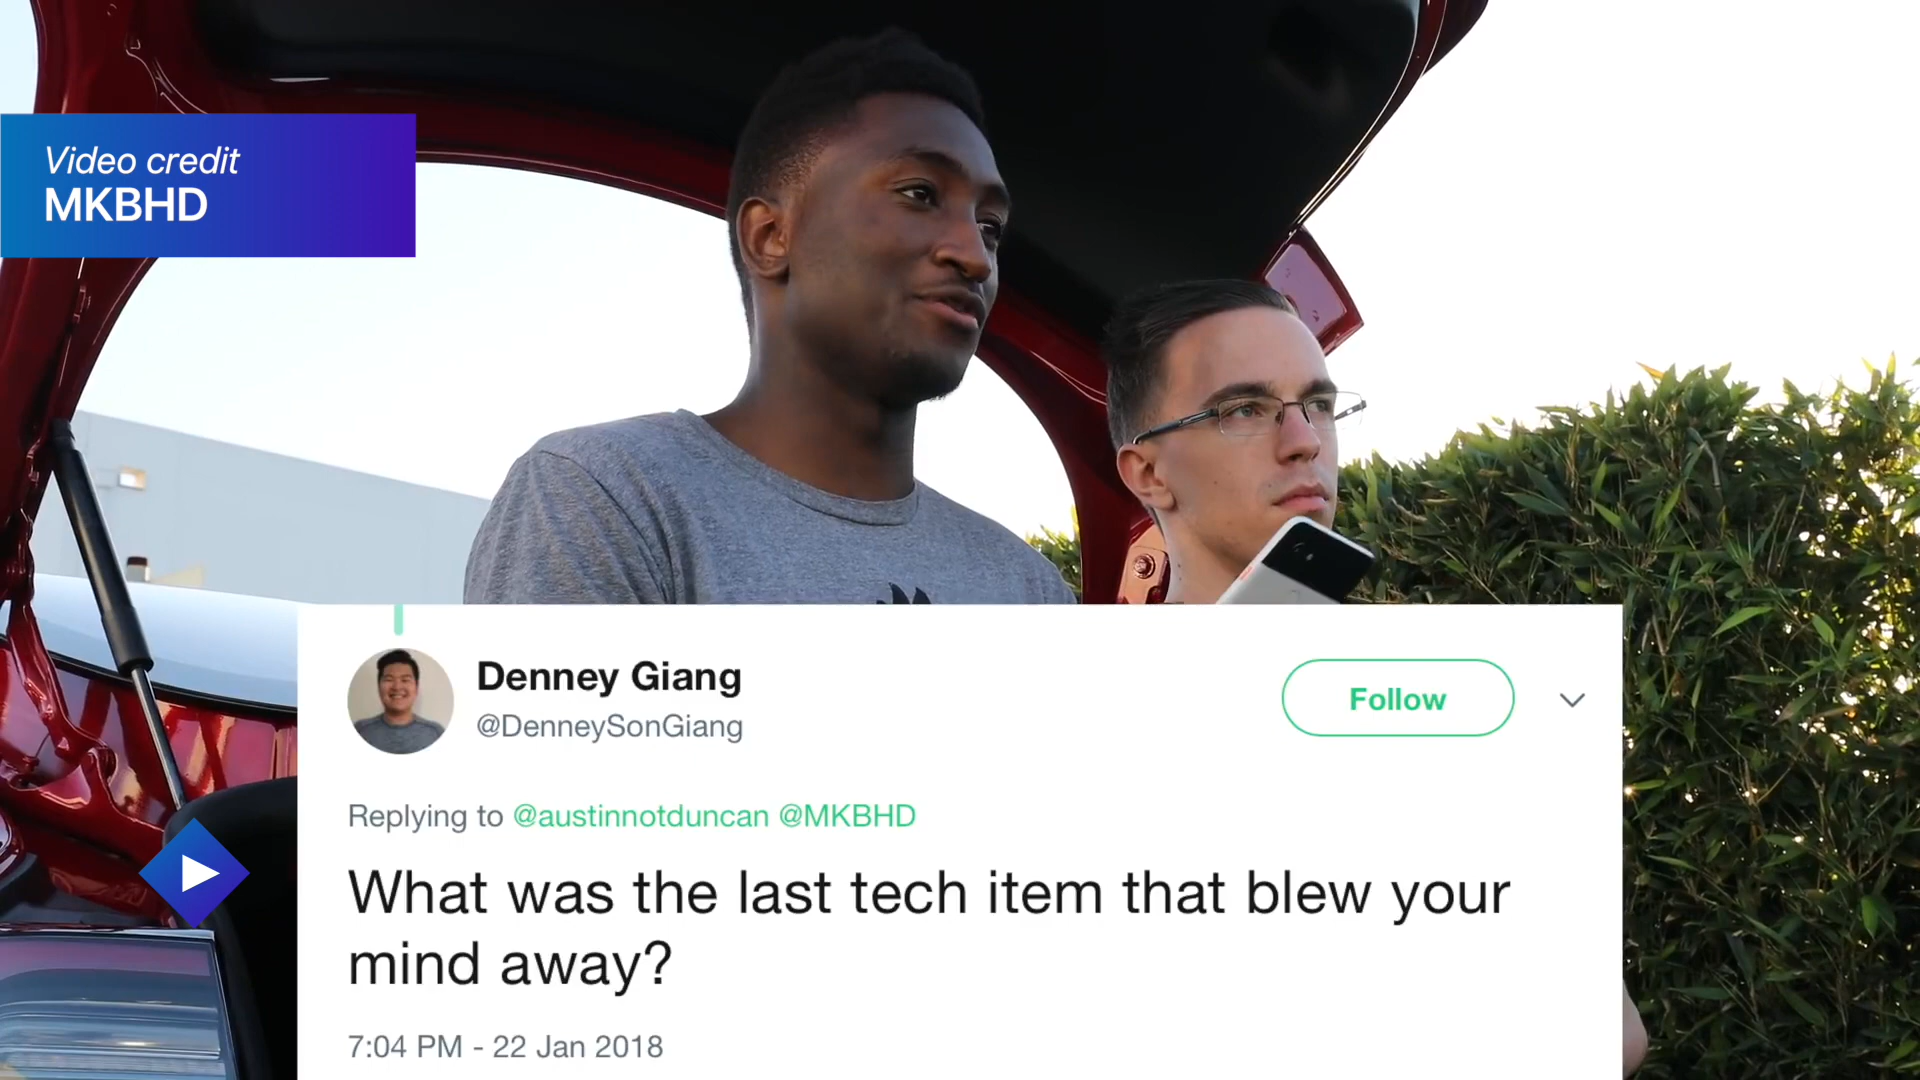 Video credit
MKBHD
Denney Giang
@DenneySonGiang
Follow
Replying to @austinnotduncan @MKBHD
What was the last tech item that blew your
mind away?
7:04 PM - 22 Jan 2018